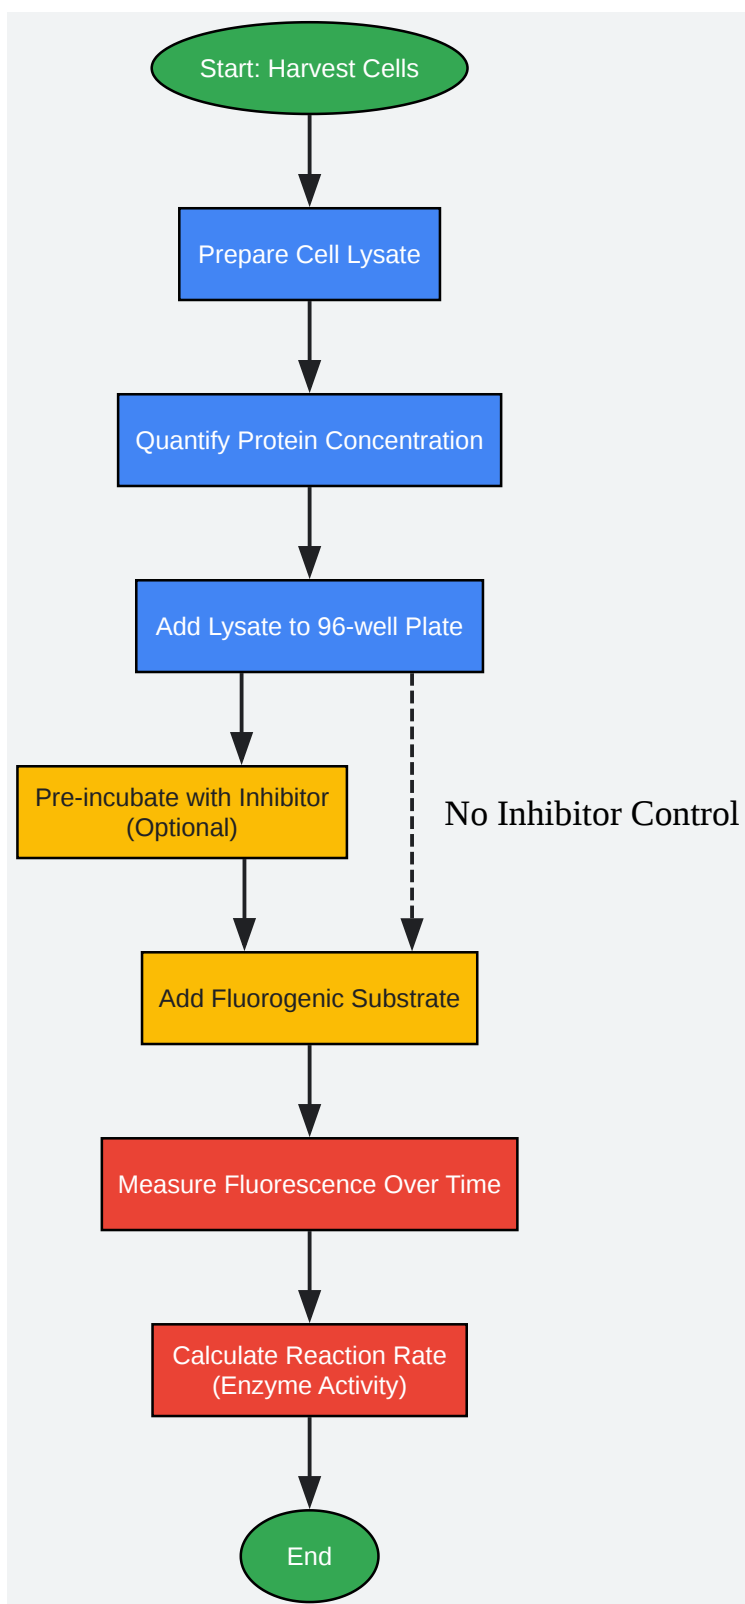 Start: Harvest Cells
Prepare Cell Lysate
Quantify Protein Concentration
Add Lysate to 96-well Plate
Pre-incubate with Inhibitor
(Optional)
No Inhibitor Control
Add Fluorogenic Substrate
Measure Fluorescence Over Time
Calculate Reaction Rate
(Enzyme Activity)
End